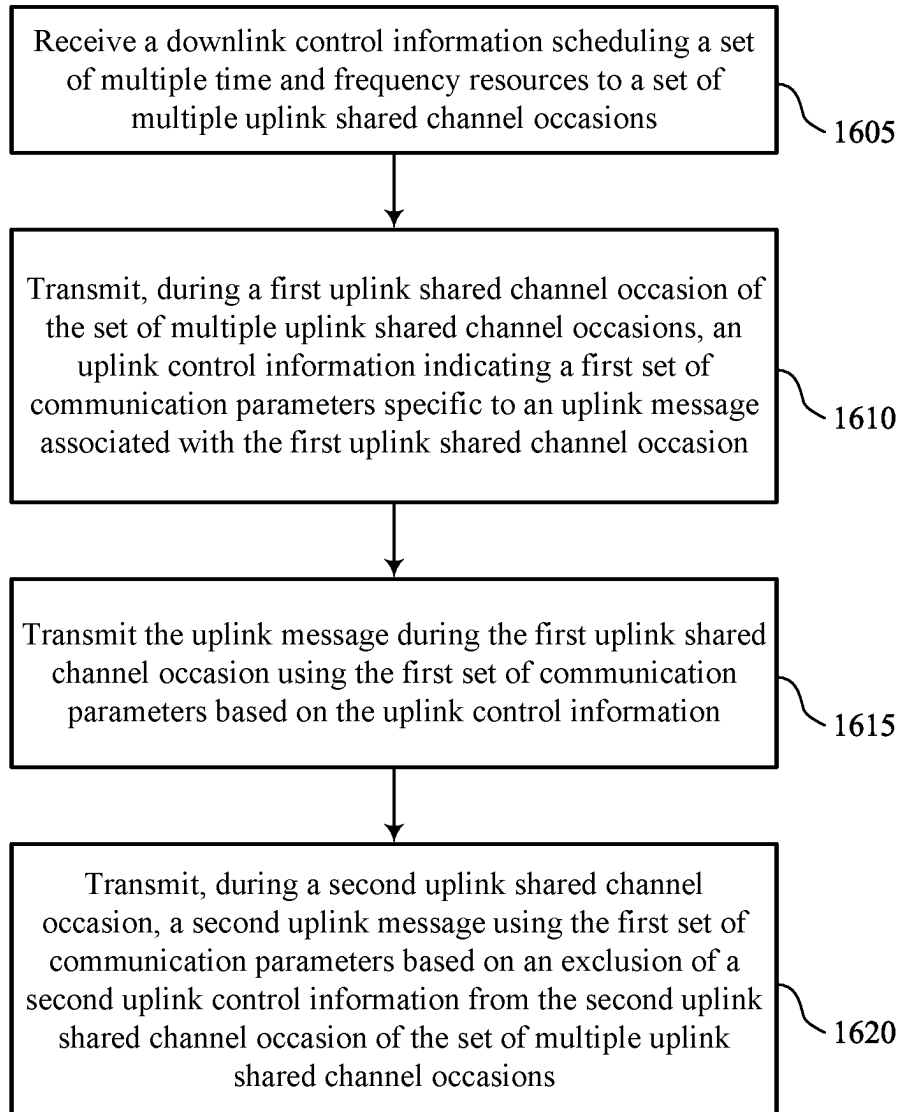 Receive a downlink control information scheduling a set
of multiple time and frequency resources to a set of
multiple uplink shared channel occasions
1605
Transmit, during a first uplink shared channel occasion of
the set of multiple uplink shared channel occasions, an
uplink control information indicating a first set of
communication parameters specific to an uplink message
associated with the first uplink shared channel occasion
1610
Transmit the uplink message during the first uplink shared
channel occasion using the first set of communication
parameters based on the uplink control information
1615
Transmit, during a second uplink shared channel
occasion, a second uplink message using the first set of
communication parameters based on an exclusion of a
second uplink control information from the second uplink
shared channel occasion of the set of multiple uplink
shared channel occasions
1620